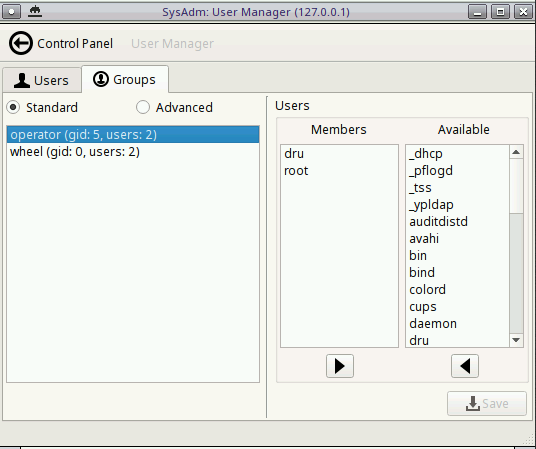 SysAdm: User Manager (127.0.0.1)
Control Panel User Manager
Users Groups
Standard Advanced
operator (gid: 5, users: 2)
wheel (gid: 0, users: 2)
Users
Members
dru
root
Available
_dhcp
_pflogd
_tss
_ypldap
auditdistd
avahi
bin
bind
colord
cups
daemon
dru
Save